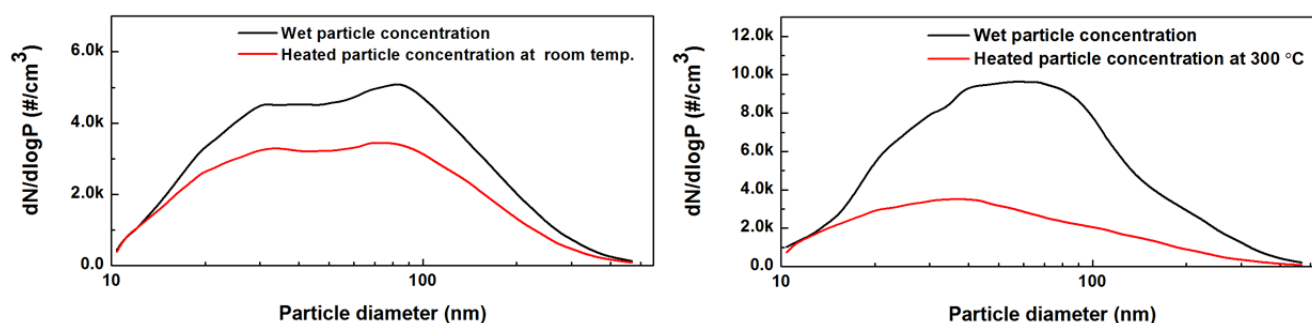 Wet particle concentration
Heated particle concentration at room temp.
dN/dlogP (#/cm³)
6.0k
4.0k
2.0k
0.0
10
100
Particle diameter (nm)
Wet particle concentration
Heated particle concentration at 300 °C
dN/dlogP (#/cm³)
12.0k
10.0k
8.0k
6.0k
4.0k
2.0k
0.0
10
100
Particle diameter (nm)